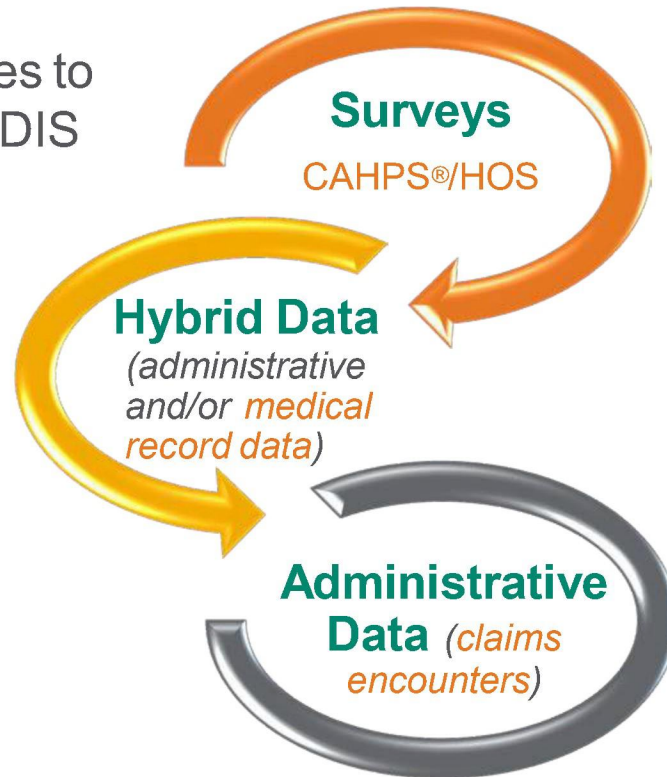 es to
DIS
Surveys
CAHPS®/HOS
Hybrid Data
(administrative
and/or medical
record data)
Administrative
Data (claims
encounters)